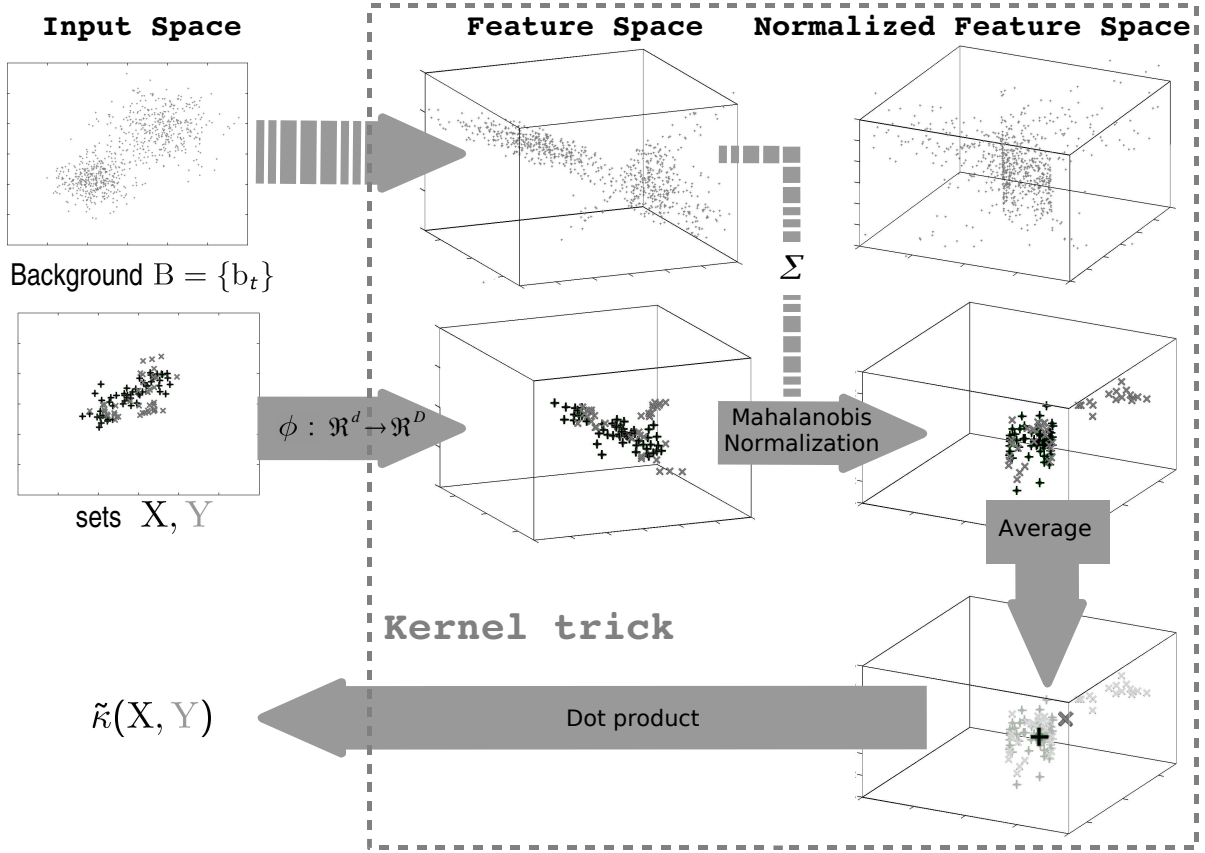 Input Space
Feature Space
Normalized Feature Space
Background B = {b_t}
Σ
sets X, Y
ϕ : ℜ^d → ℜ^D
Mahalanobis
Normalization
Average
Kernel trick
κ̃(X, Y)
Dot product